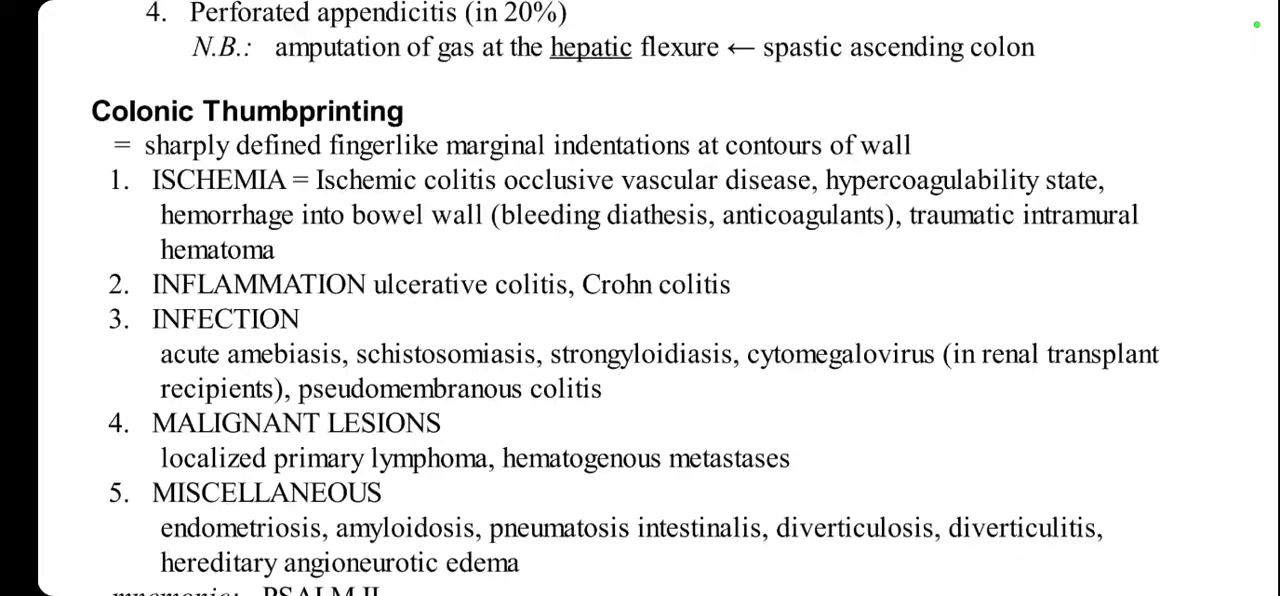 4. Perforated appendicitis (in 20%)
N.B.: amputation of gas at the hepatic flexure ← spastic ascending colon
Colonic Thumbprinting
= sharply defined fingerlike marginal indentations at contours of wall
1. ISCHEMIA = Ischemic colitis occlusive vascular disease, hypercoagulability state,
hemorrhage into bowel wall (bleeding diathesis, anticoagulants), traumatic intramural
hematoma
2. INFLAMMATION ulcerative colitis, Crohn colitis
3. INFECTION
acute amebiasis, schistosomiasis, strongyloidiasis, cytomegalovirus (in renal transplant
recipients), pseudomembranous colitis
4. MALIGNANT LESIONS
localized primary lymphoma, hematogenous metastases
5. MISCELLANEOUS
endometriosis, amyloidosis, pneumatosis intestinalis, diverticulosis, diverticulitis,
hereditary angioneurotic edema
mnemonic: PSALM II